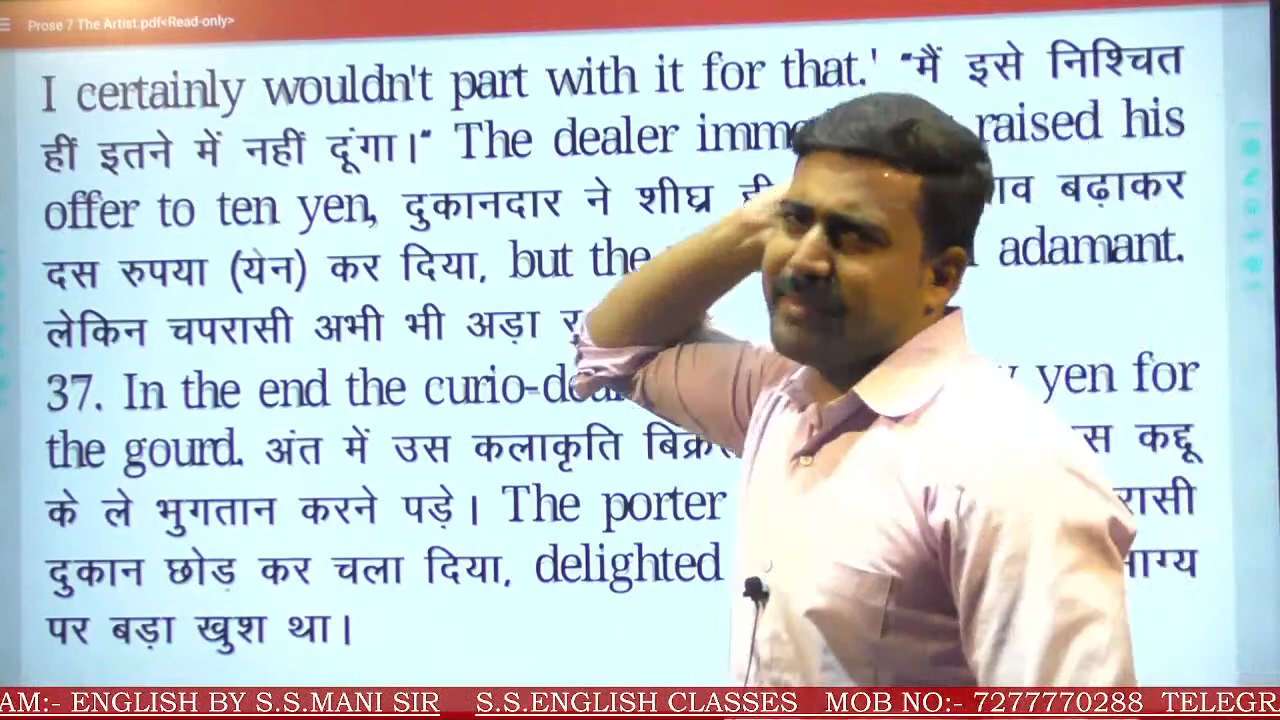 Prose 7 The Artist.pdf<Read-only>
I certainly wouldn't part with it for that.' "मैं इसे निश्चित
हीं इतने में नहीं दूंगा।" The dealer raised his
offer to ten yen, दुकानदार ने शीघ्र ही बढ़ाकर
दस रुपया (येन) कर दिया, but the adamant.
लेकिन चपरासी अभी भी अड़ा
37. In the end the yen for
the gourd. अंत में उस कलाकृति कद्दू
के ले भुगतान करने पड़े। The porter
दुकान छोड़ कर चला दिया, delighted
पर बड़ा खुश था।
AM:- ENGLISH BY S.S.MANI SIR S.S.ENGLISH CLASSES MOB NO:- 7277770288 TELEGR